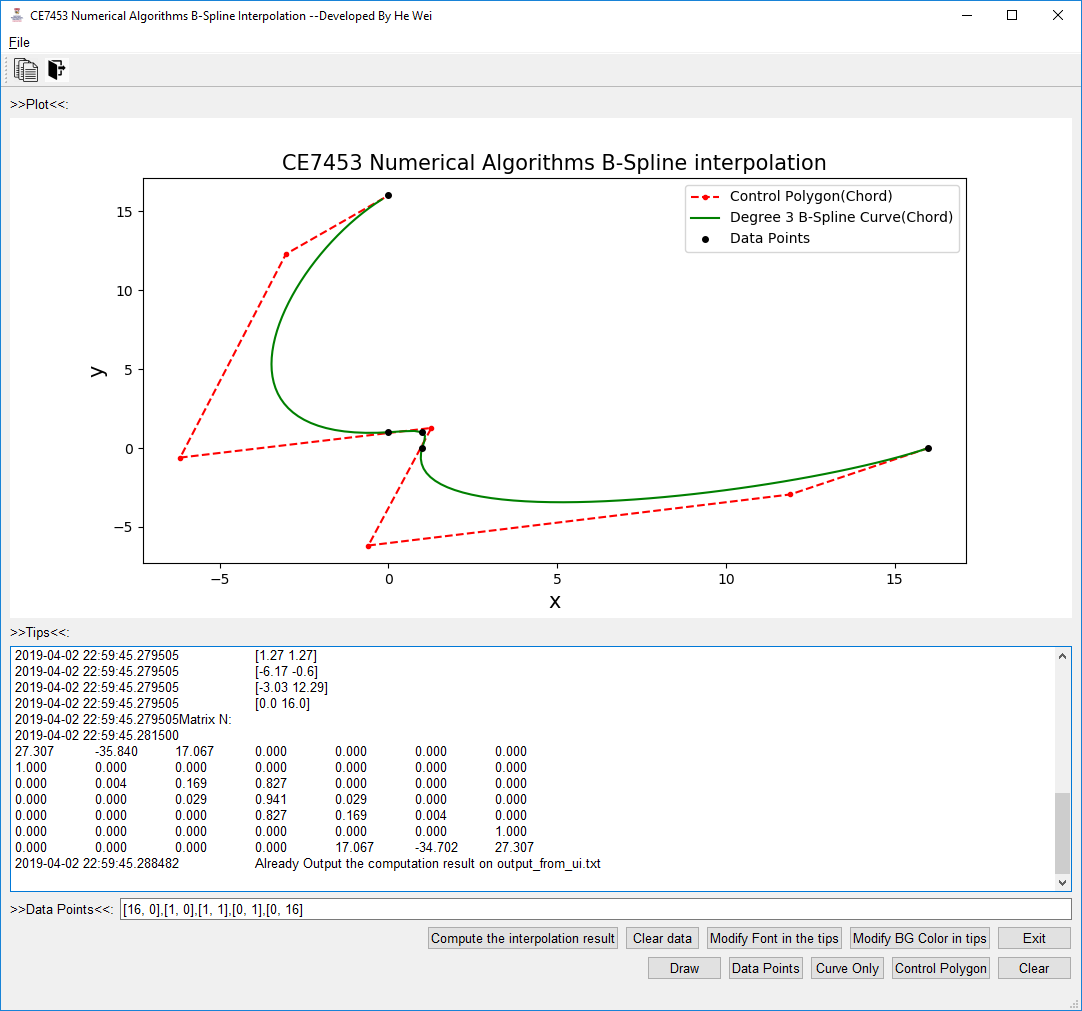 CE7453 Numerical Algorithms B-Spline Interpolation --Developed By He Wei
File
>>Plot<<:
CE7453 Numerical Algorithms B-Spline interpolation
Control Polygon(Chord)
Degree 3 B-Spline Curve(Chord)
Data Points
15
10
5
0
−5
y
−5 0 5 10 15
x
>>Tips<<:
2019-04-02 22:59:45.279505 [1.27 1.27]
2019-04-02 22:59:45.279505 [-6.17 -0.6]
2019-04-02 22:59:45.279505 [-3.03 12.29]
2019-04-02 22:59:45.279505 [0.0 16.0]
2019-04-02 22:59:45.279505Matrix N:
2019-04-02 22:59:45.281500
27.307 -35.840 17.067 0.000 0.000 0.000 0.000
1.000 0.000 0.000 0.000 0.000 0.000 0.000
0.000 0.004 0.169 0.827 0.000 0.000 0.000
0.000 0.000 0.029 0.941 0.029 0.000 0.000
0.000 0.000 0.000 0.827 0.169 0.004 0.000
0.000 0.000 0.000 0.000 0.000 0.000 1.000
0.000 0.000 0.000 0.000 17.067 -34.702 27.307
2019-04-02 22:59:45.288482 Already Output the computation result on output_from_ui.txt
>>Data Points<<: [16, 0],[1, 0],[1, 1],[0, 1],[0, 16]
Compute the interpolation result Clear data Modify Font in the tips Modify BG Color in tips Exit
Draw Data Points Curve Only Control Polygon Clear